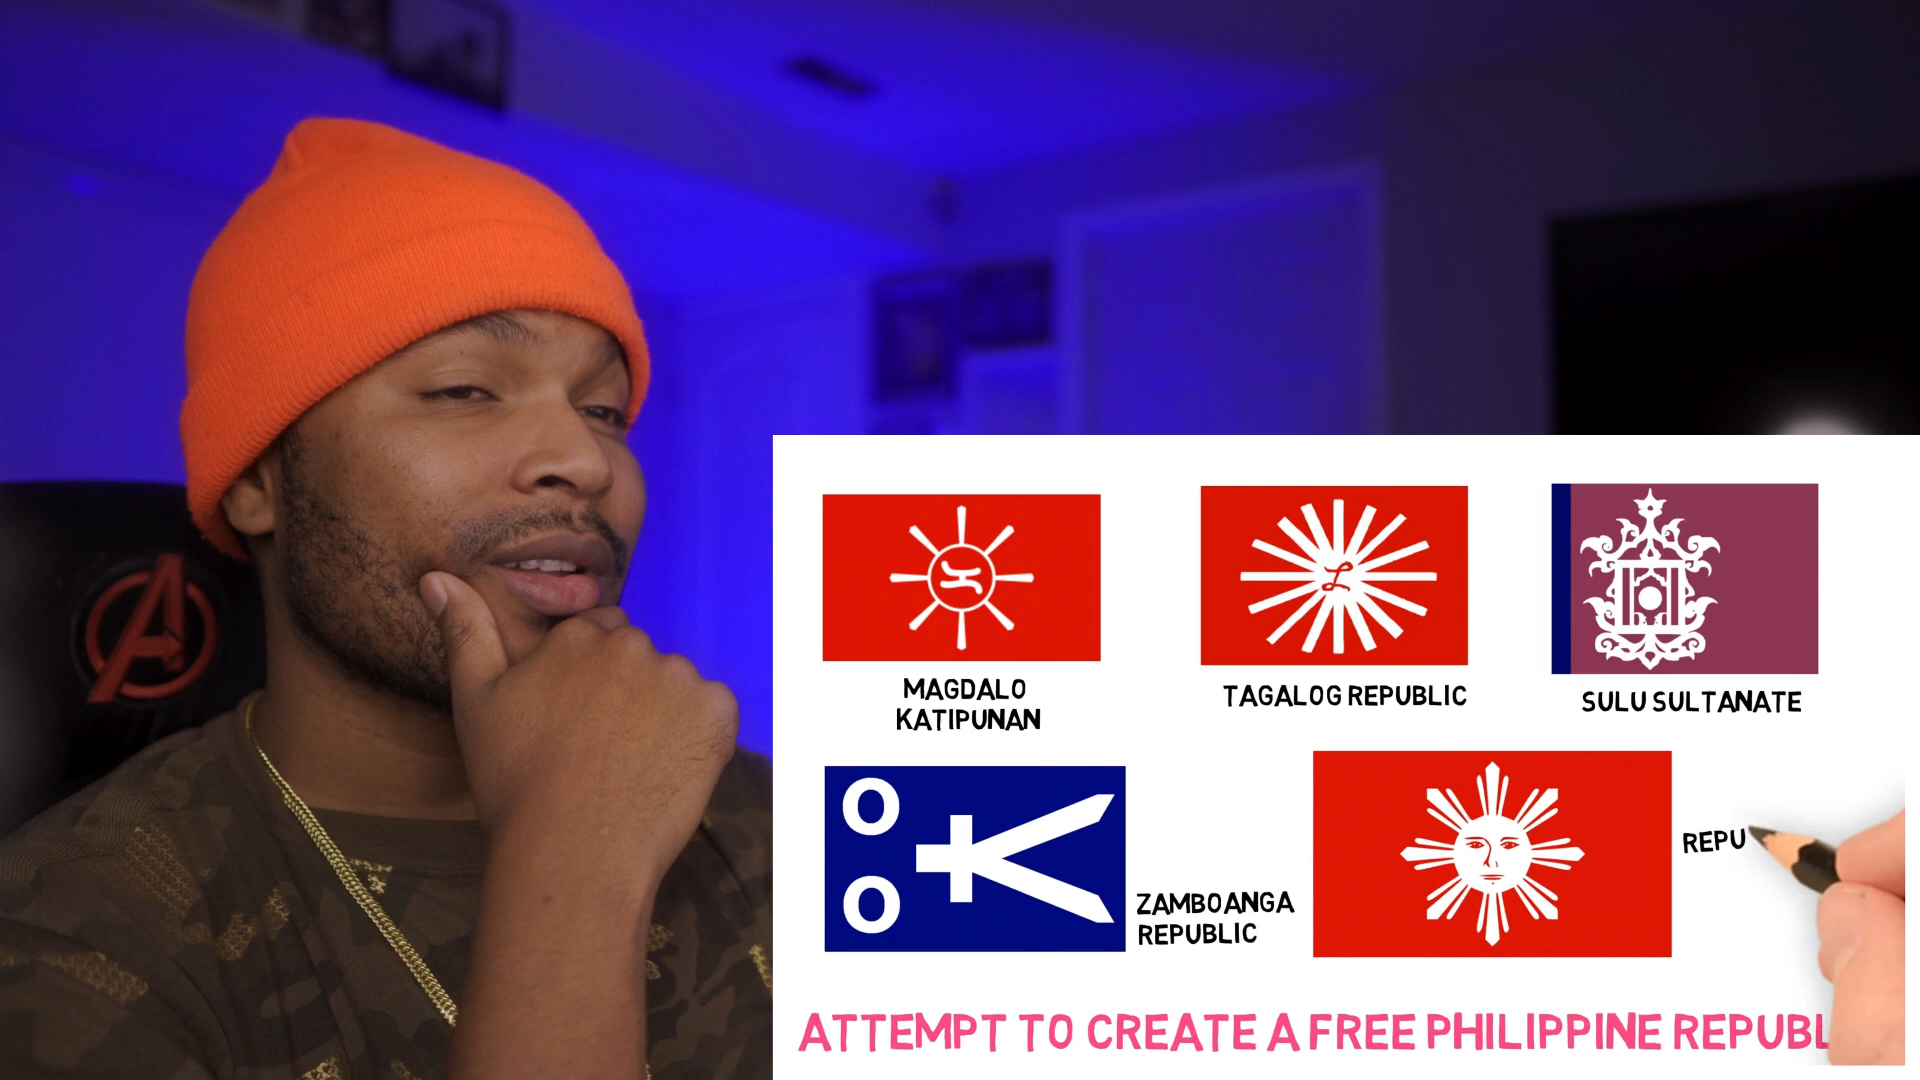 MAGDALO
KATIPUNAN
TAGALOG REPUBLIC
SULU SULTANATE
ZAMBOANGA
REPUBLIC
REPU
ATTEMPT TO CREATE A FREE PHILIPPINE REPUBL